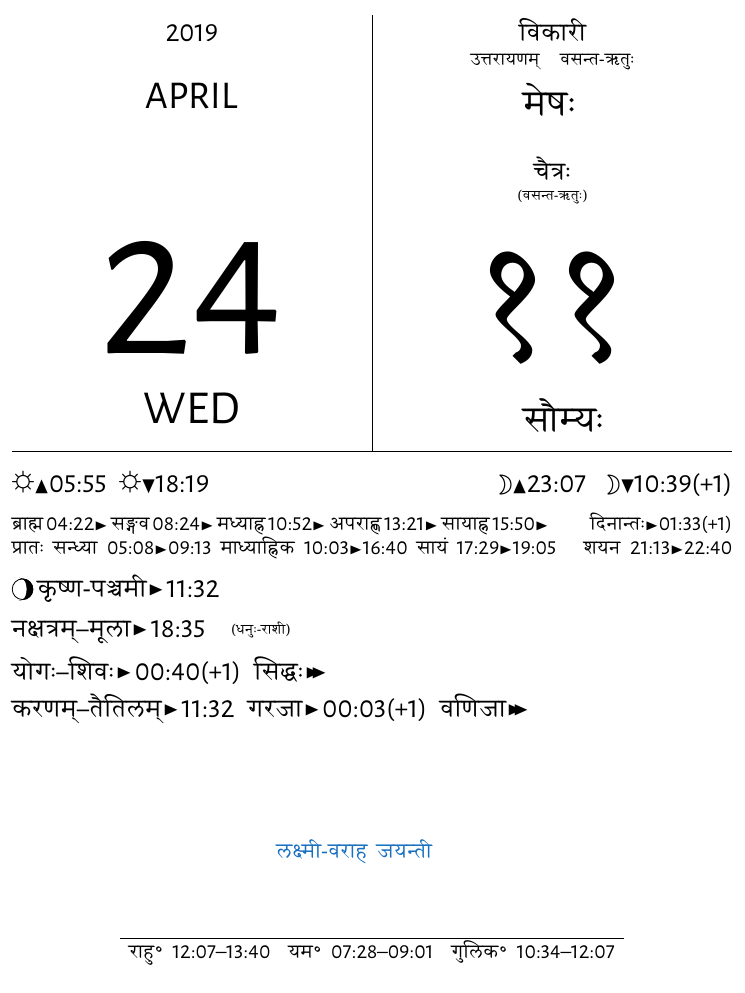 2019
APRIL
24
WED
विकारी
उत्तरायणम् वसन्त-ऋतुः
मेषः
चैत्रः
(वसन्त-ऋतुः)
११
सौम्यः
☼▲05:55 ☼▼18:19 ☽▲23:07 ☽▼10:39(+1)
ब्राह्म 04:22► सङ्गव 08:24► मध्याह्न 10:52► अपराह्ण 13:21► सायाह्न 15:50► दिनान्तः►01:33(+1)
प्रातः सन्ध्या 05:08►09:13 माध्याह्निक 10:03►16:40 सायं 17:29►19:05 शयन 21:13►22:40
कृष्ण-पञ्चमी►11:32
नक्षत्रम्–मूला►18:35 (धनुः-राशी)
योगः–शिवः►00:40(+1) सिद्धः►►
करणम्–तैतिलम्►11:32 गरजा►00:03(+1) वणिजा►►
लक्ष्मी-वराह जयन्ती
राहु॰ 12:07–13:40 यम॰ 07:28–09:01 गुलिक॰ 10:34–12:07